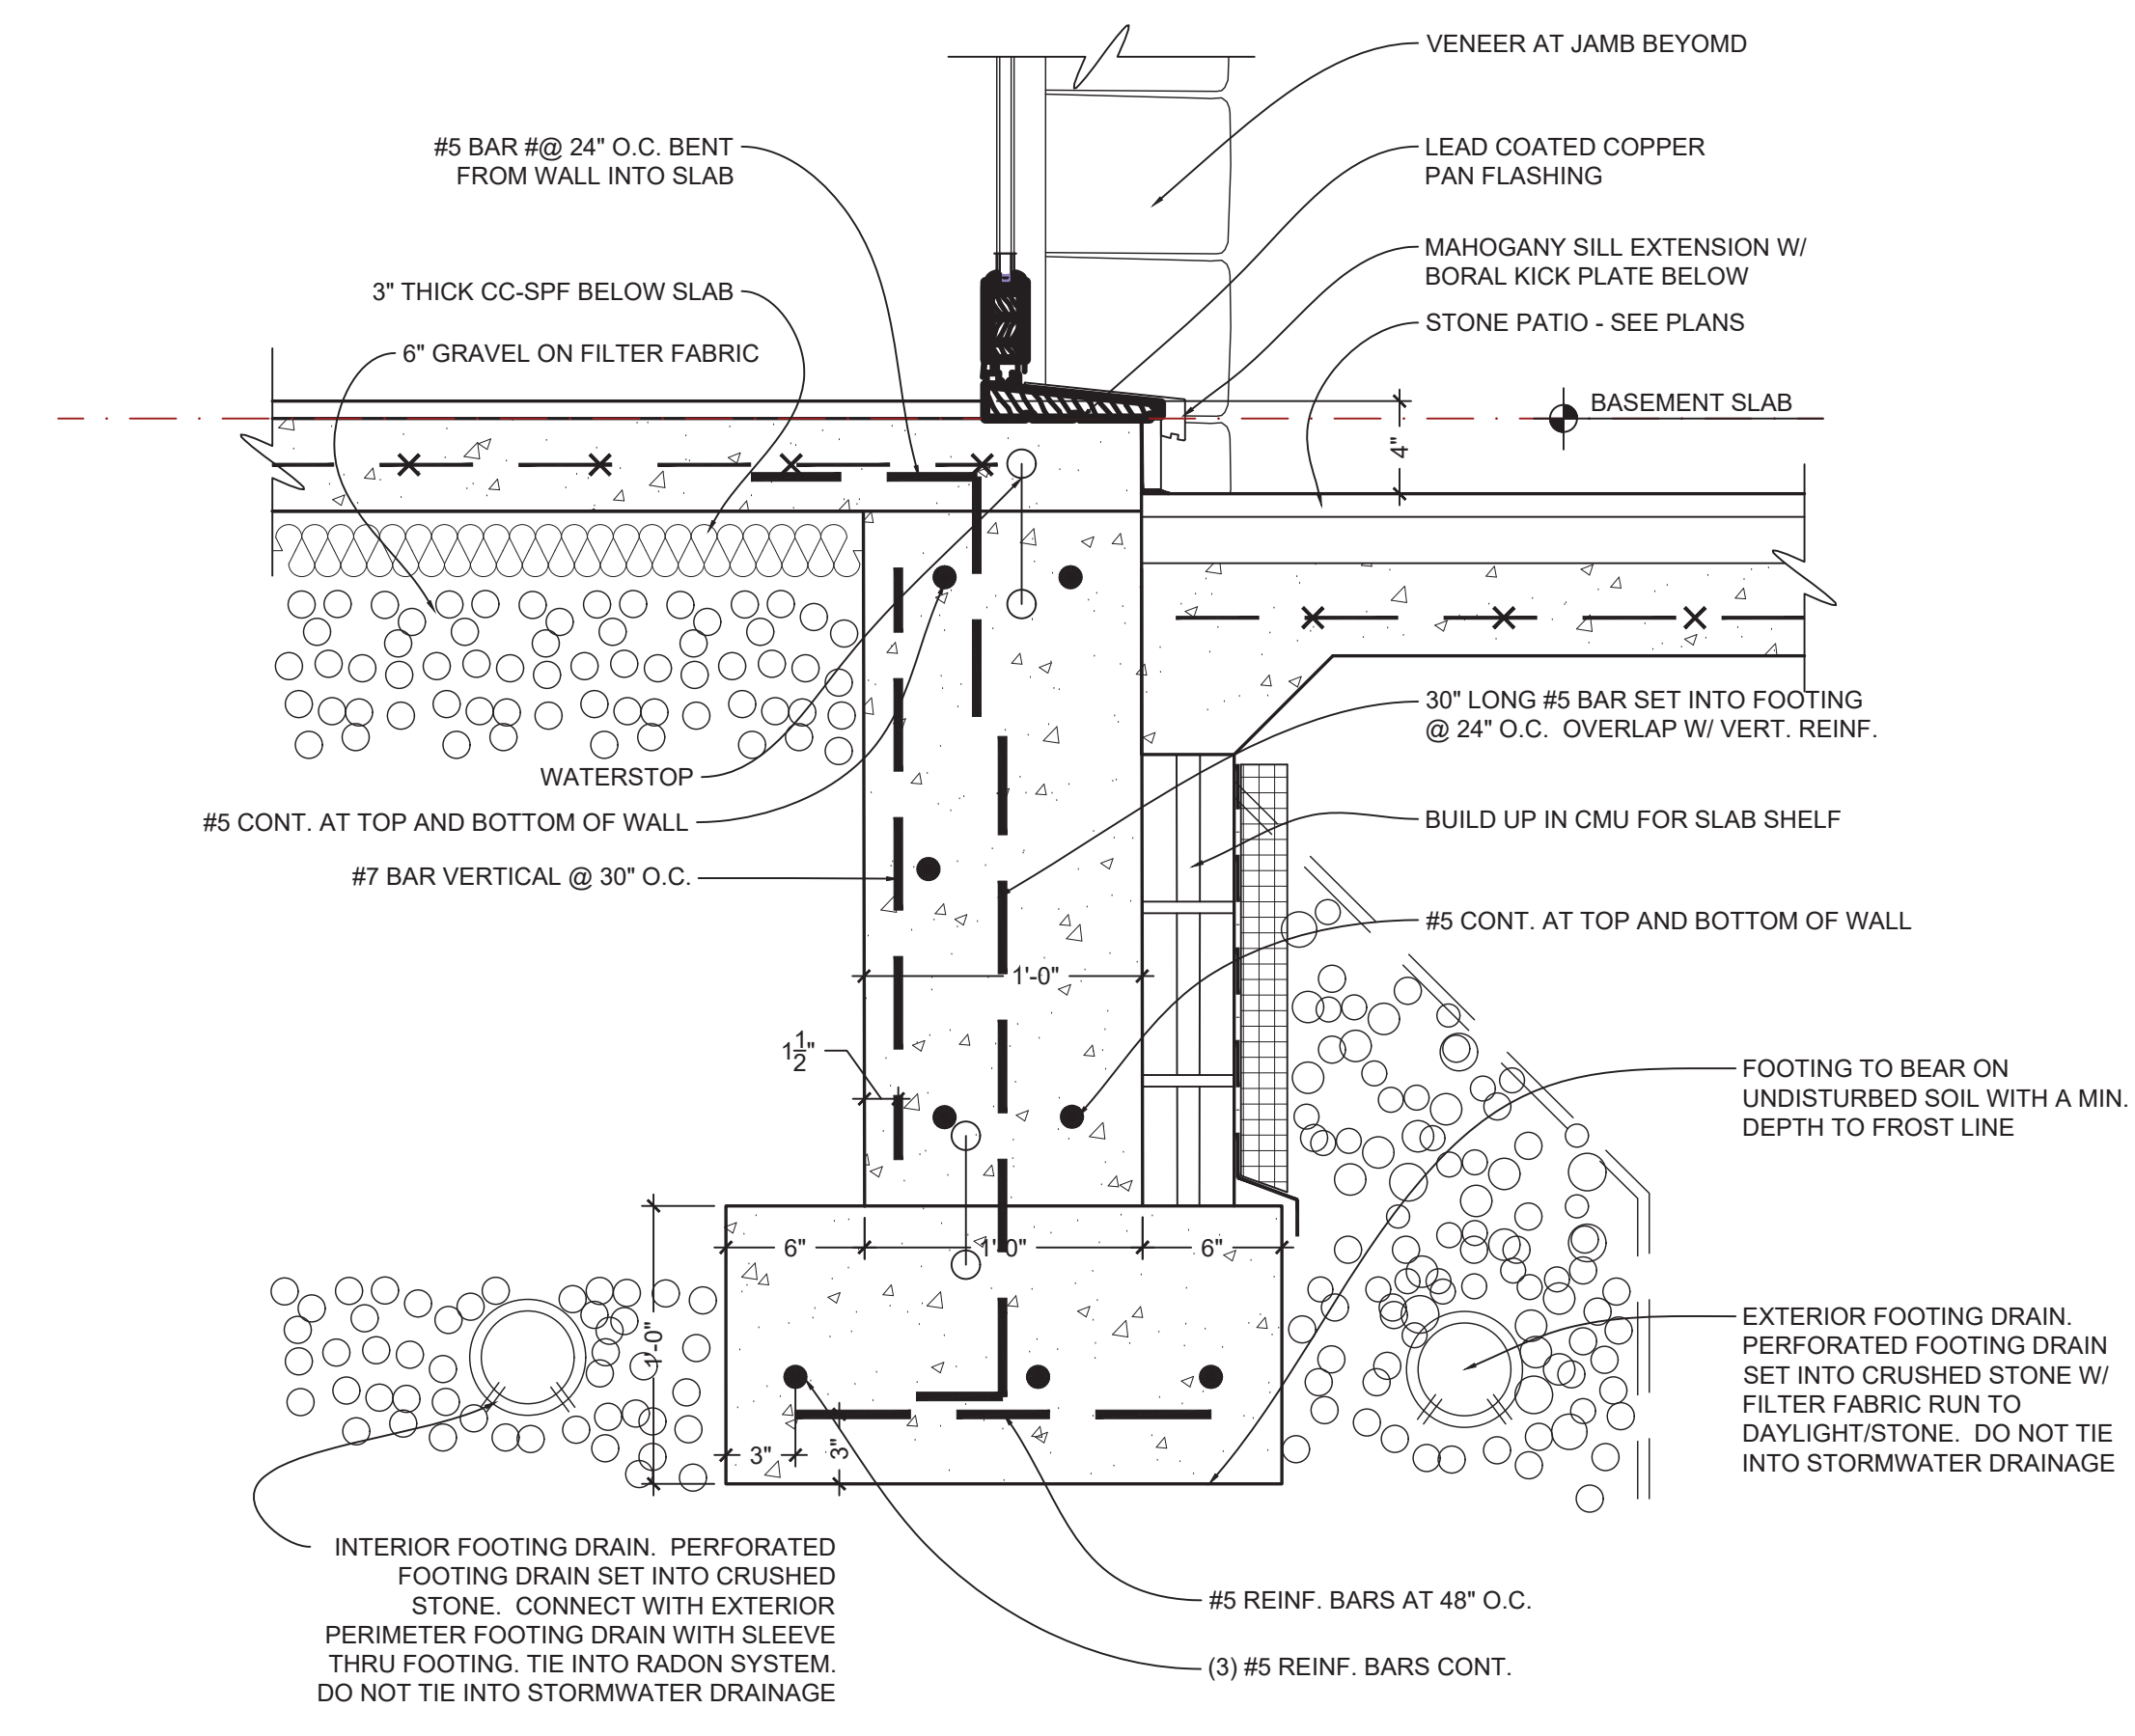 VENEER AT JAMB BEYOMD
#5 BAR #@ 24" O.C. BENT
FROM WALL INTO SLAB
LEAD COATED COPPER
PAN FLASHING
MAHOGANY SILL EXTENSION W/
BORAL KICK PLATE BELOW
3" THICK CC-SPF BELOW SLAB
STONE PATIO - SEE PLANS
6" GRAVEL ON FILTER FABRIC
BASEMENT SLAB
4"
30" LONG #5 BAR SET INTO FOOTING
@ 24" O.C. OVERLAP W/ VERT. REINF.
WATERSTOP
#5 CONT. AT TOP AND BOTTOM OF WALL
BUILD UP IN CMU FOR SLAB SHELF
#7 BAR VERTICAL @ 30" O.C.
#5 CONT. AT TOP AND BOTTOM OF WALL
1'-0"
1 1/2"
FOOTING TO BEAR ON
UNDISTURBED SOIL WITH A MIN.
DEPTH TO FROST LINE
6"
1'-0"
6"
1'-0"
EXTERIOR FOOTING DRAIN.
PERFORATED FOOTING DRAIN
SET INTO CRUSHED STONE W/
FILTER FABRIC RUN TO
DAYLIGHT/STONE. DO NOT TIE
INTO STORMWATER DRAINAGE
3"
3"
INTERIOR FOOTING DRAIN. PERFORATED
FOOTING DRAIN SET INTO CRUSHED
STONE. CONNECT WITH EXTERIOR
PERIMETER FOOTING DRAIN WITH SLEEVE
THRU FOOTING. TIE INTO RADON SYSTEM.
DO NOT TIE INTO STORMWATER DRAINAGE
#5 REINF. BARS AT 48" O.C.
(3) #5 REINF. BARS CONT.